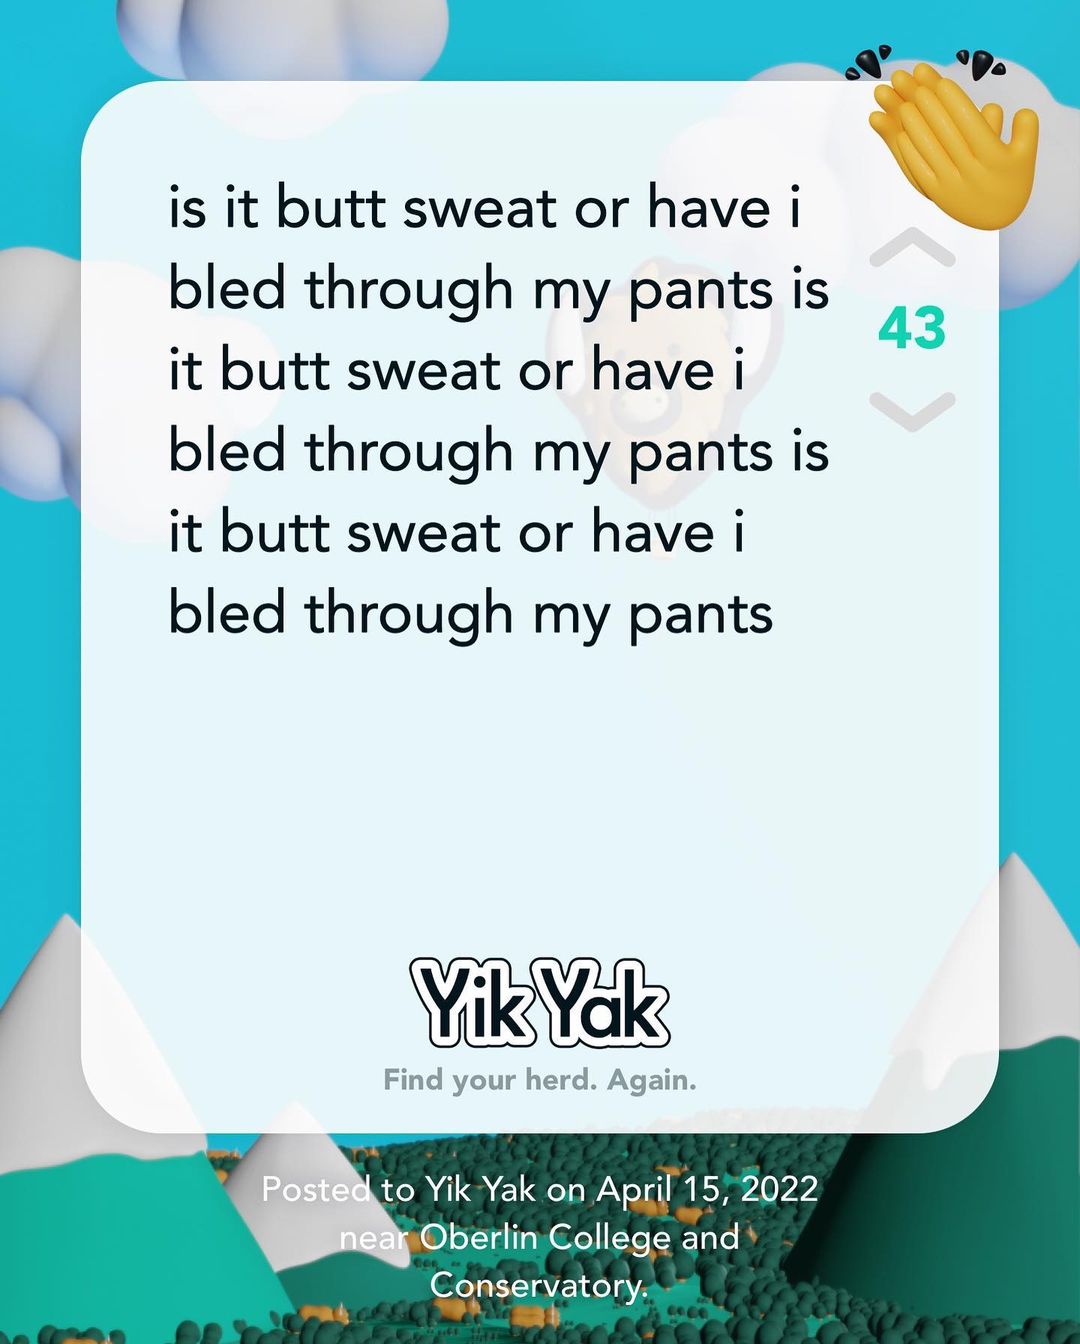 is it butt sweat or have i
bled through my pants is
it butt sweat or have i
bled through my pants is
it butt sweat or have i
bled through my pants
43
Yik Yak
Find your herd. Again.
Posted to Yik Yak on April 15, 2022
near Oberlin College and
Conservatory.